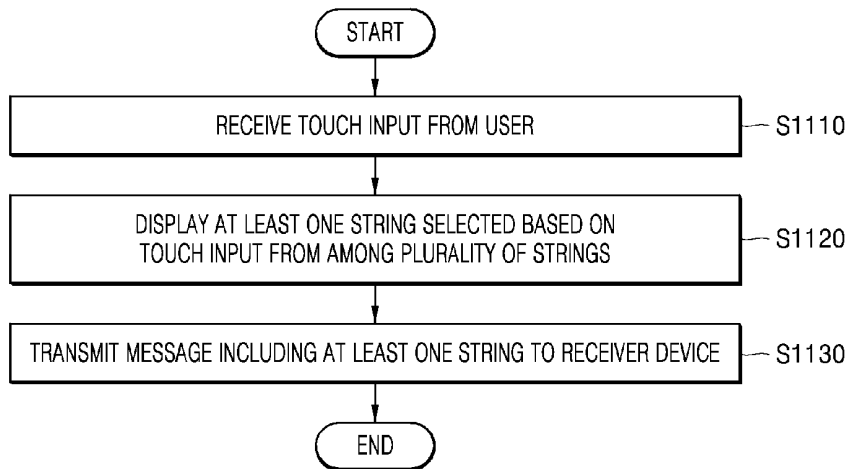 START
RECEIVE TOUCH INPUT FROM USER
S1110
DISPLAY AT LEAST ONE STRING SELECTED BASED ON
TOUCH INPUT FROM AMONG PLURALITY OF STRINGS
S1120
TRANSMIT MESSAGE INCLUDING AT LEAST ONE STRING TO RECEIVER DEVICE
S1130
END